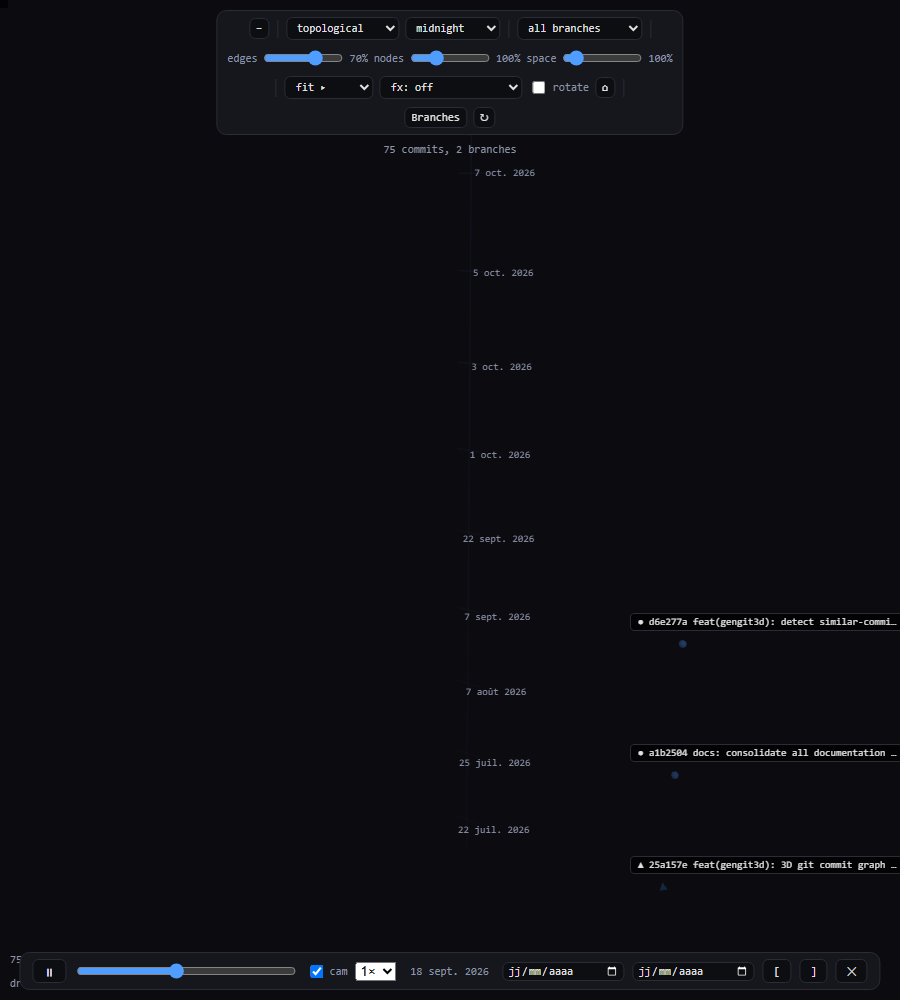 – topological midnight all branches
edges 70% nodes 100% space 100%
fit ▸ fx: off rotate ⌂
Branches ↻
75 commits, 2 branches
7 oct. 2026
5 oct. 2026
3 oct. 2026
1 oct. 2026
22 sept. 2026
7 sept. 2026
● d6e277a feat(gengit3d): detect similar-commi…
7 août 2026
● a1b2504 docs: consolidate all documentation …
25 juil. 2026
22 juil. 2026
▲ 25a157e feat(gengit3d): 3D git commit graph …
75
dr
cam 1× 18 sept. 2026 jj/mm/aaaa jj/mm/aaaa [ ] ✕